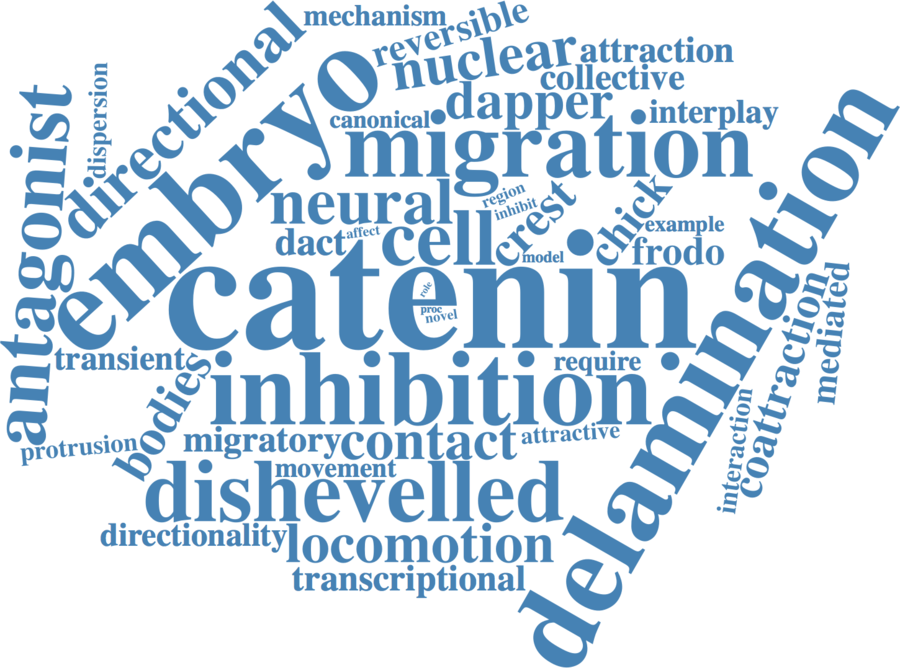 mechanism
reversible
directional
nuclear
attraction
collective
dispersion
embryo
canonical
dapper
interplay
antagonist
migration
neural
region
inhibit
crest
chick
example
dact
affect
cell
model
frodo
delamination
catenin
role
proc
novel
transient
inhibition
require
coattraction
mediated
bodies
protrusion
migratory
contact
attractive
interaction
movement
dishevelled
directionality
locomotion
transcriptional